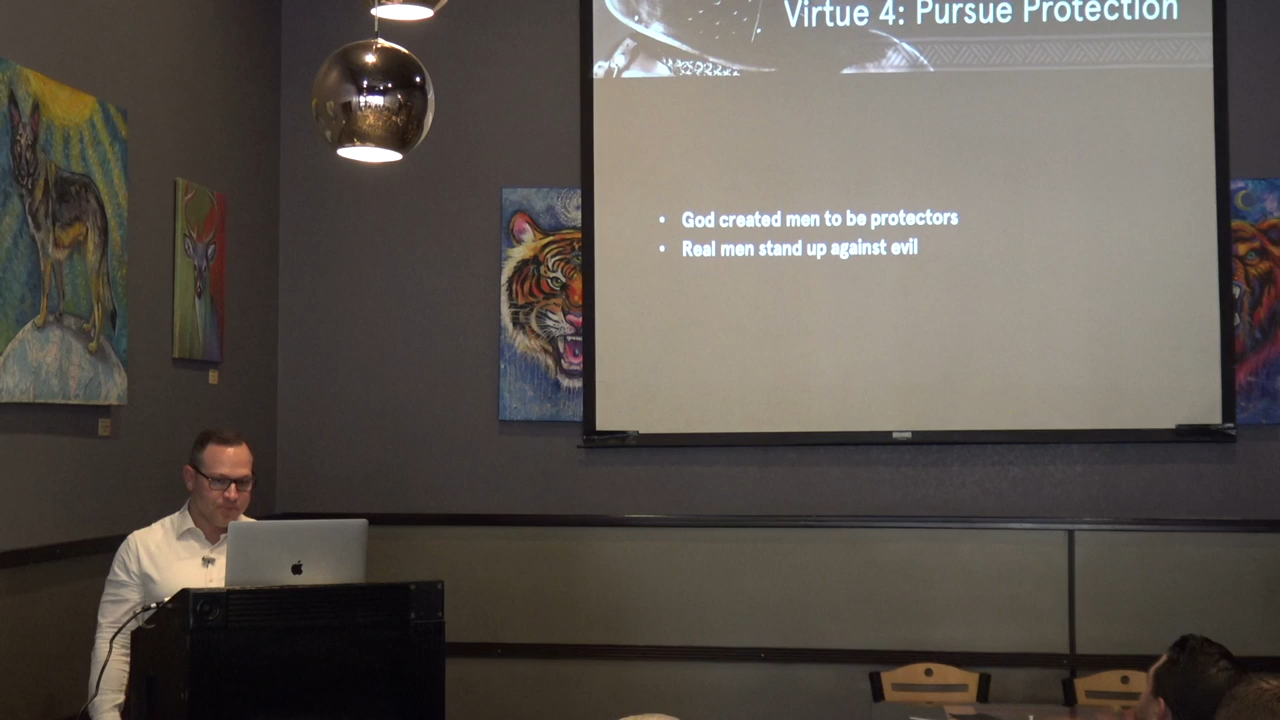 Virtue 4: Pursue Protection
• God created men to be protectors
• Real men stand up against evil